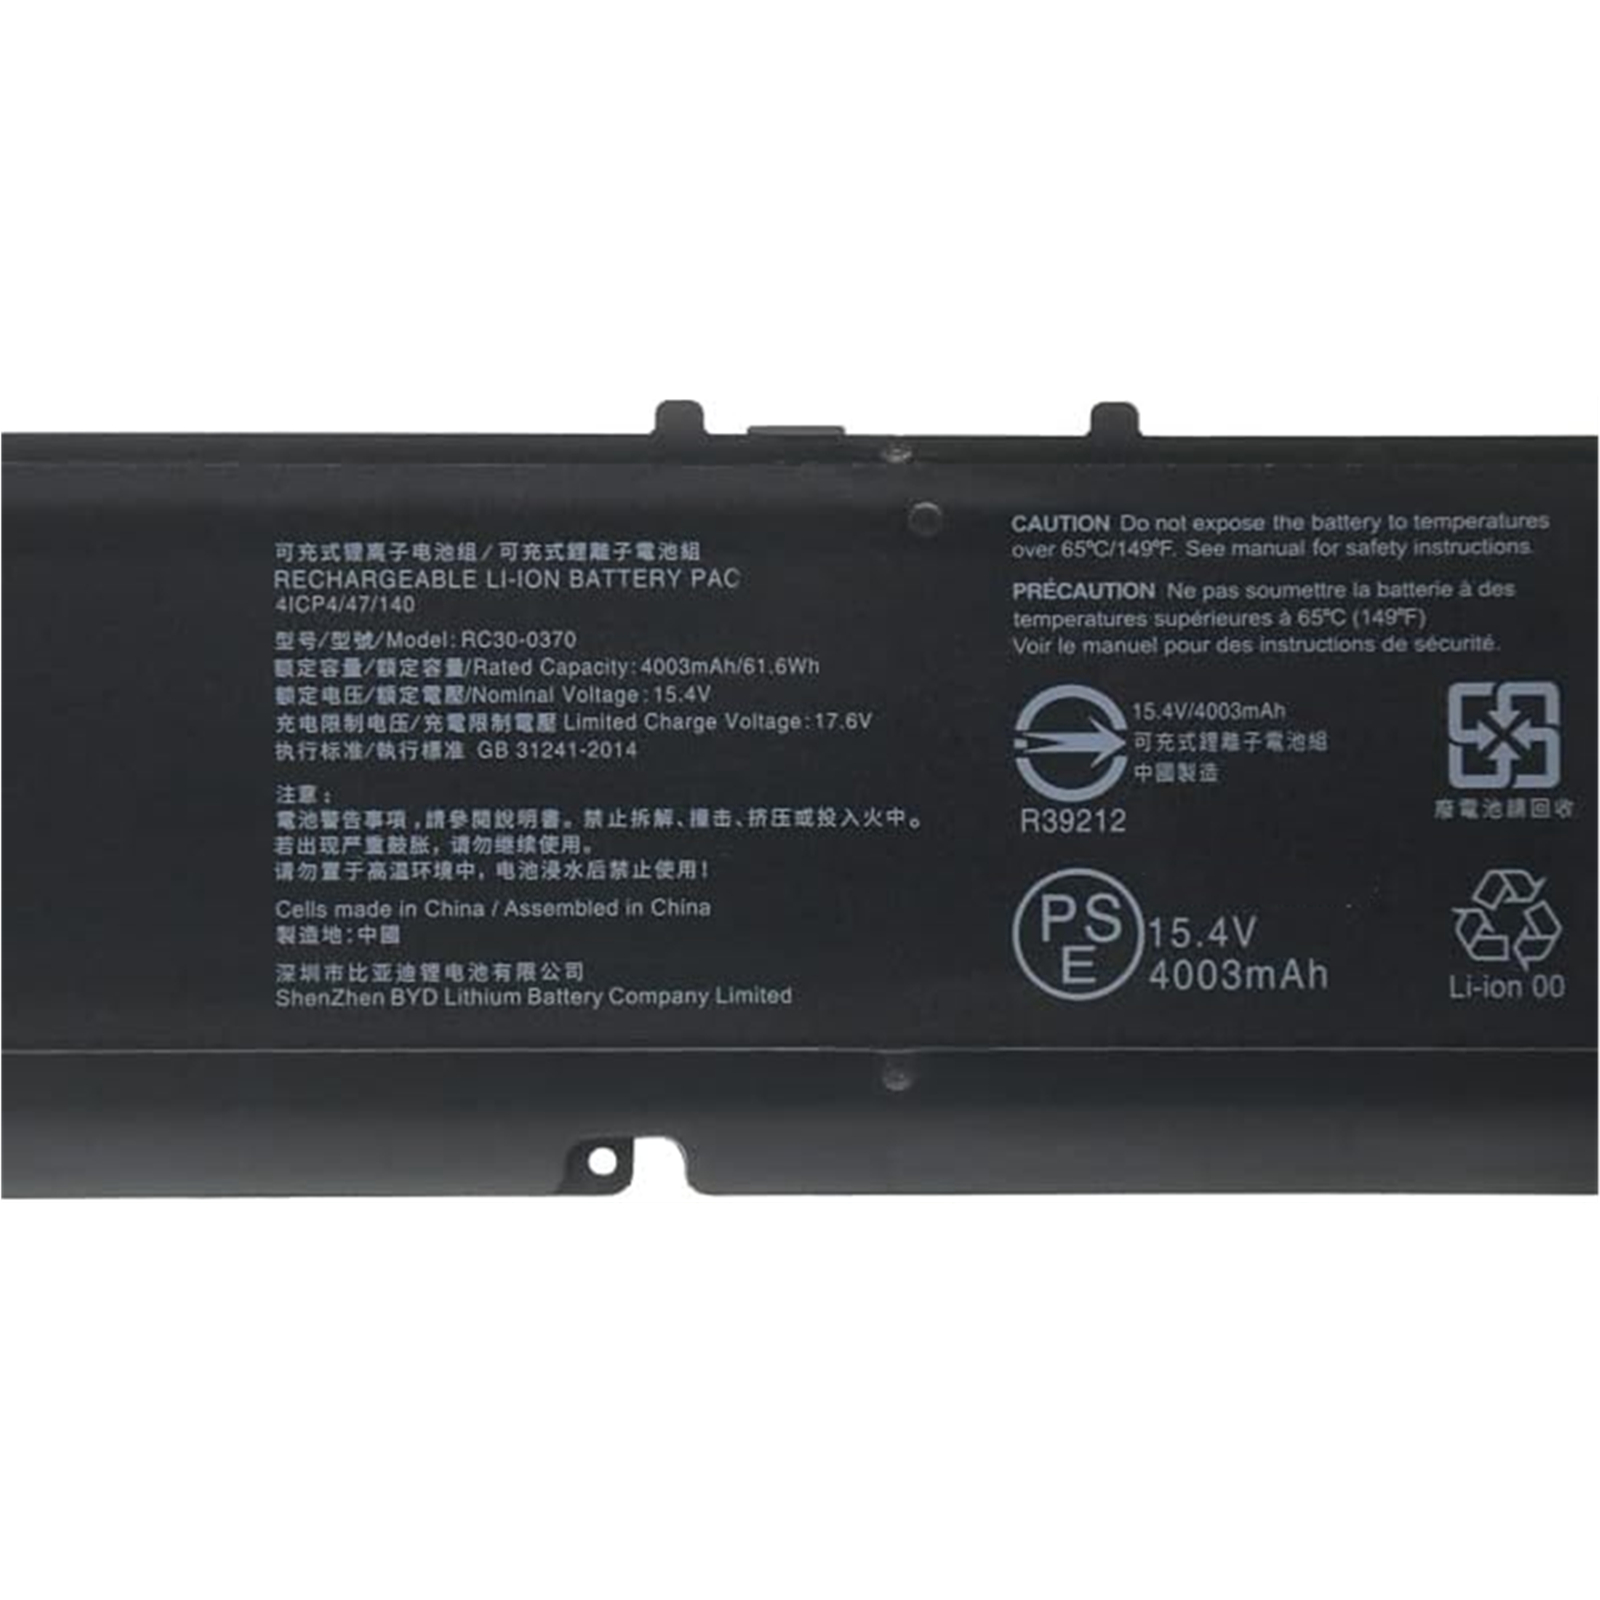 可充式锂离子电池组/可充式鋰離子電池組
RECHARGEABLE LI-ION BATTERY PAC
4ICP4/47/140
型号/型號/Model: RC30-0370
额定容量/額定容量/Rated Capacity: 4003mAh/61.6Wh
额定电压/額定電壓/Nominal Voltage: 15.4V
充电限制电压/充電限制電壓 Limited Charge Voltage: 17.6V
执行标准/執行標准 GB 31241-2014
注意：
電池警告事項，請參閱說明書。禁止拆解、撞击、挤压或投入火中。
若出现严重鼓胀，请勿继续使用。
请勿置于高温环境中，电池浸水后禁止使用！
Cells made in China / Assembled in China
製造地：中國
深圳市比亚迪锂电池有限公司
ShenZhen BYD Lithium Battery Company Limited
CAUTION Do not expose the battery to temperatures
over 65ºC/149ºF. See manual for safety instructions.
PRÉCAUTION Ne pas soumettre la batterie à des
temperatures supérieures à 65ºC (149ºF)
Voir le manuel pour des instructions de sécurité.
15.4V/4003mAh
可充式鋰離子電池組
中國製造
R39212
廢電池請回收
PS
E
15.4V
4003mAh
Li-ion 00